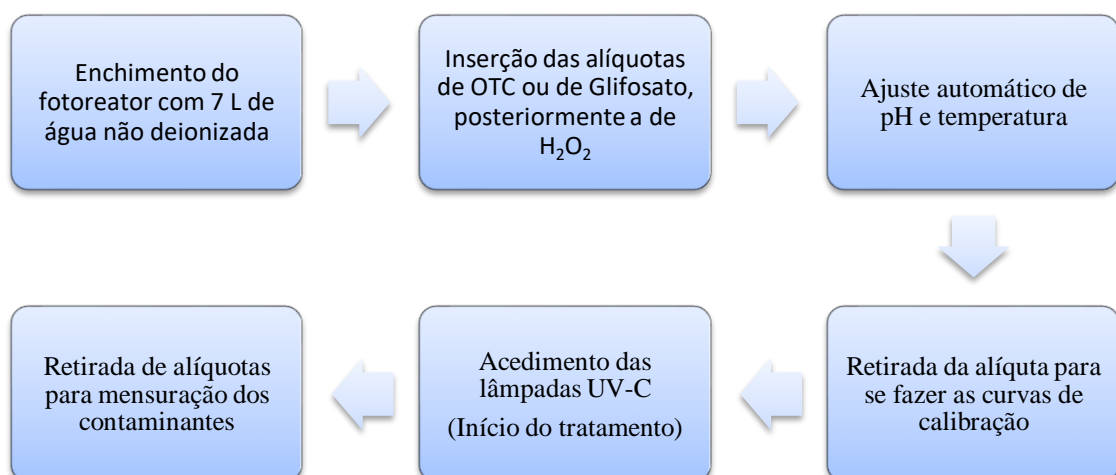 Enchimento do
fotoreator com 7 L de
água não deionizada
Inserção das alíquotas
de OTC ou de Glifosato,
posteriormente a de
H₂O₂
Ajuste automático de
pH e temperatura
Retirada da alíquta para
se fazer as curvas de
calibração
Acedimento das
lâmpadas UV-C
(Início do tratamento)
Retirada de alíquotas
para mensuração dos
contaminantes